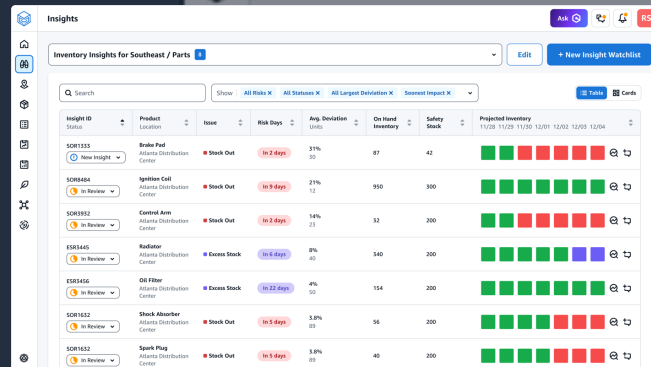 Insights
Ask
RS
Inventory Insights for Southeast / Parts 8
Edit
+ New Insight Watchlist
Search
Show All Risks × All Statuses × All Largest Deiviation × Soonest Impact ×
Table Cards
Insight ID
Status
Product
Location
Issue
Risk Days
Avg. Deviation
Units
On Hand
Inventory
Safety
Stock
Projected Inventory
11/28 11/29 11/30 12/01 12/02 12/03 12/04
SOR1333
New Insight
Brake Pad
Atlanta Distribution
Center
Stock Out
In 2 days
31%
30
87
42
SOR8484
In Review
Ignition Coil
Atlanta Distribution
Center
Stock Out
In 9 days
21%
12
950
300
SOR3932
In Review
Control Arm
Atlanta Distribution
Center
Stock Out
In 2 days
14%
23
32
200
ESR3445
In Review
Radiator
Atlanta Distribution
Center
Excess Stock
In 6 days
8%
40
340
200
ESR3456
In Review
Oil Filter
Atlanta Distribution
Center
Excess Stock
In 22 days
4%
50
154
200
SOR1632
In Review
Shock Absorber
Atlanta Distribution
Center
Stock Out
In 5 days
3.8%
89
56
200
SOR1632
In Review
Spark Plug
Atlanta Distribution
Center
Stock Out
In 5 days
3.8%
89
40
200